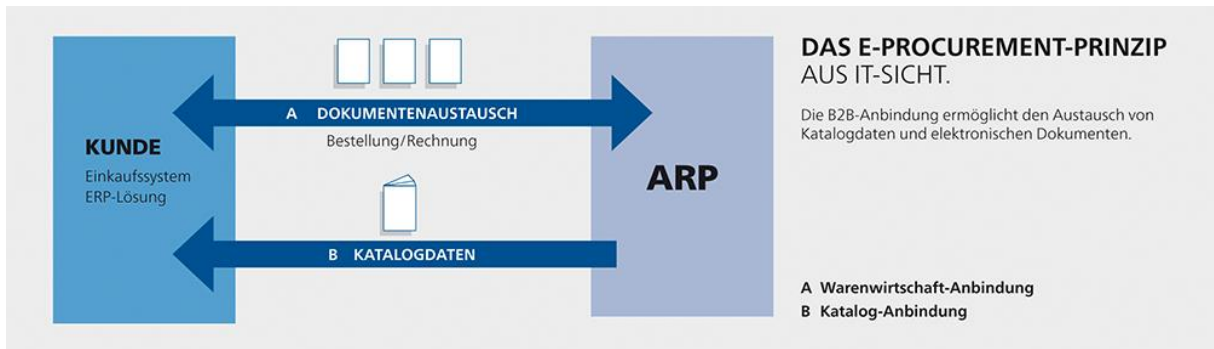 KUNDE
Einkaufssystem
ERP-Lösung
A DOKUMENTENAUSTAUSCH
Bestellung/Rechnung
B KATALOGDATEN
ARP
DAS E-PROCUREMENT-PRINZIP
AUS IT-SICHT.
Die B2B-Anbindung ermöglicht den Austausch von
Katalogdaten und elektronischen Dokumenten.
A Warenwirtschaft-Anbindung
B Katalog-Anbindung